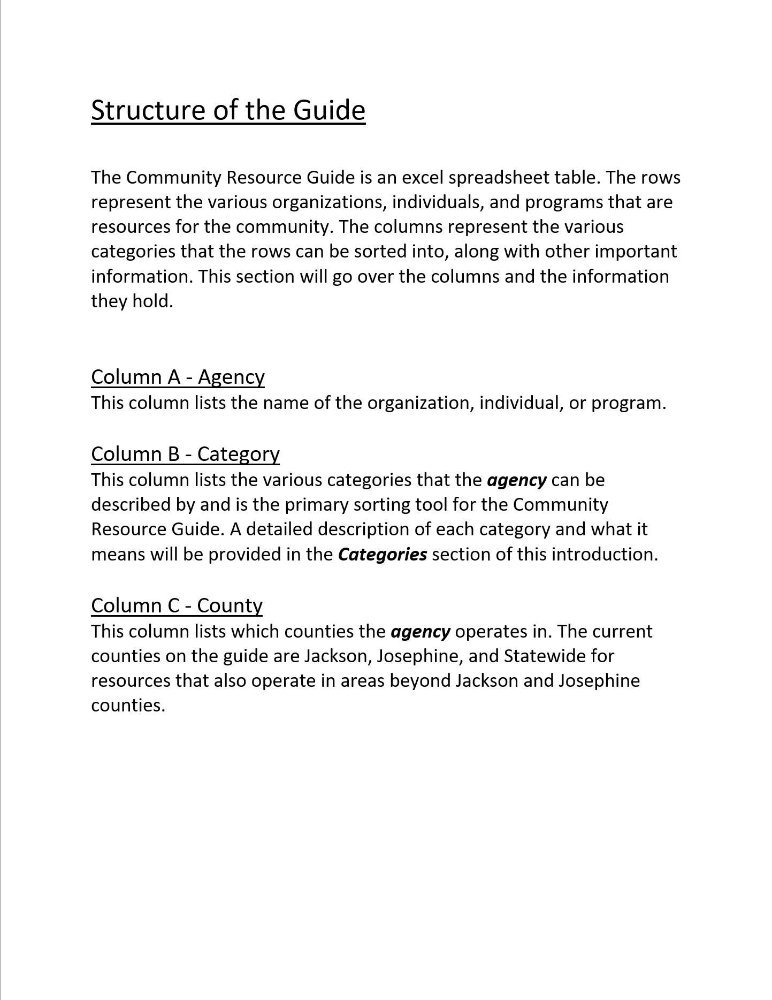 Structure of the Guide
The Community Resource Guide is an excel spreadsheet table. The rows
represent the various organizations, individuals, and programs that are
resources for the community. The columns represent the various
categories that the rows can be sorted into, along with other important
information. This section will go over the columns and the information
they hold.
Column A - Agency
This column lists the name of the organization, individual, or program.
Column B - Category
This column lists the various categories that the agency can be
described by and is the primary sorting tool for the Community
Resource Guide. A detailed description of each category and what it
means will be provided in the Categories section of this introduction.
Column C - County
This column lists which counties the agency operates in. The current
counties on the guide are Jackson, Josephine, and Statewide for
resources that also operate in areas beyond Jackson and Josephine
counties.